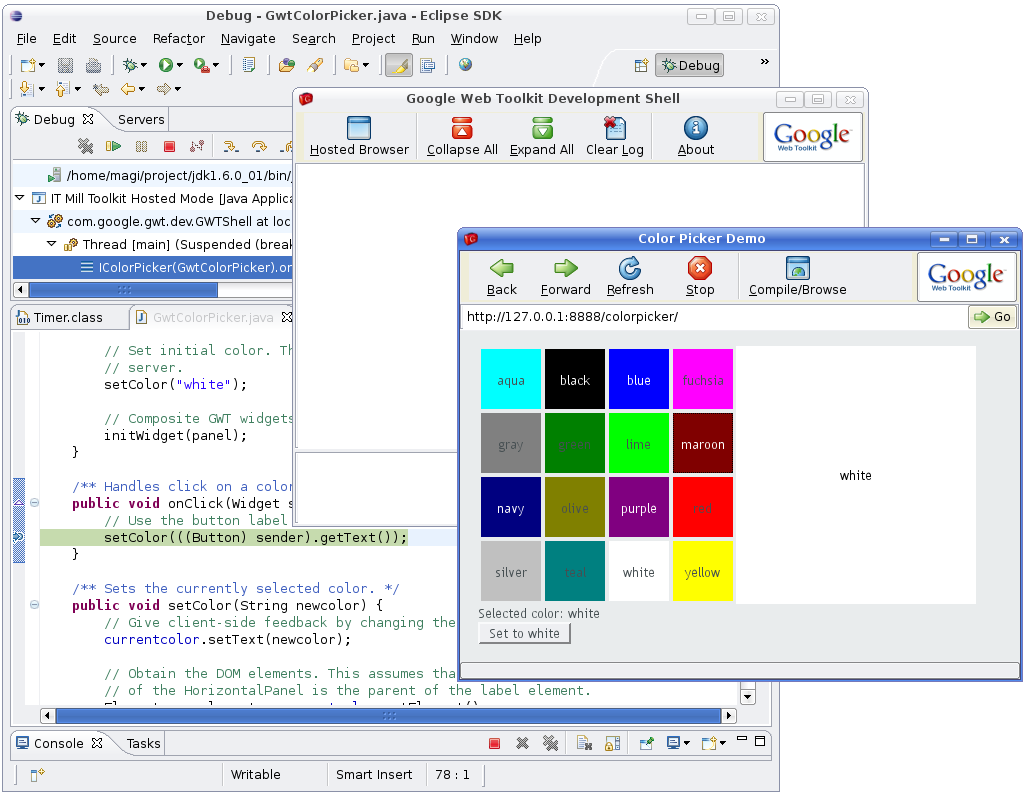 Debug - GwtColorPicker.java - Eclipse SDK
File Edit Source Refactor Navigate Search Project Run Window Help
Debug
»
Debug Servers
/home/magi/project/jdk1.6.0_01/bin/
IT Mill Toolkit Hosted Mode [Java Applic
com.google.gwt.dev.GWTShell at loc
Thread [main] (Suspended (break
IColorPicker(GwtColorPicker).on
Timer.class GwtColorPicker.java
// Set initial color. Th
// server.
setColor("white");
// Composite GWT widgets
initWidget(panel);
}
/** Handles click on a color
public void onClick(Widget s
// Use the button label
setColor(((Button) sender).getText());
}
/** Sets the currently selected color. */
public void setColor(String newcolor) {
// Give client-side feedback by changing the
currentcolor.setText(newcolor);
// Obtain the DOM elements. This assumes tha
// of the HorizontalPanel is the parent of the label element.
Console Tasks
Writable Smart Insert 78 : 1
Google Web Toolkit Development Shell
Hosted Browser Collapse All Expand All Clear Log About
Google
Web Toolkit
Color Picker Demo
Back Forward Refresh Stop Compile/Browse
Google
Web Toolkit
http://127.0.0.1:8888/colorpicker/ Go
aqua black blue fuchsia
gray green lime maroon
white
navy olive purple red
silver teal white yellow
Selected color: white
Set to white